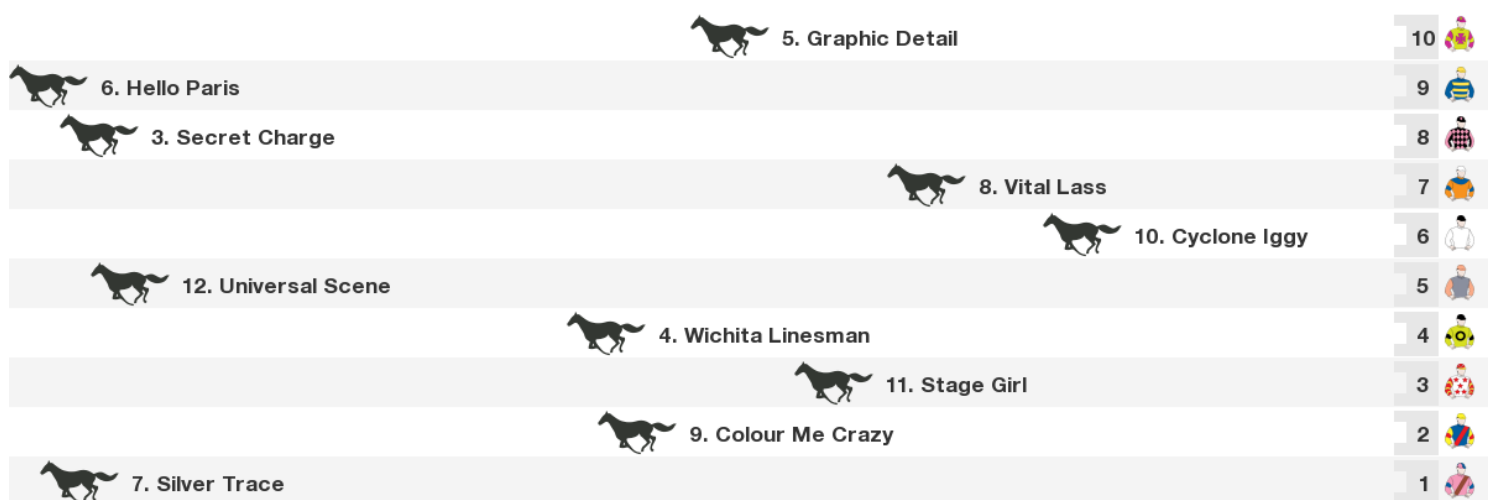 5. Graphic Detail 10
6. Hello Paris 9
3. Secret Charge 8
8. Vital Lass 7
10. Cyclone Iggy 6
12. Universal Scene 5
4. Wichita Linesman 4
11. Stage Girl 3
9. Colour Me Crazy 2
7. Silver Trace 1